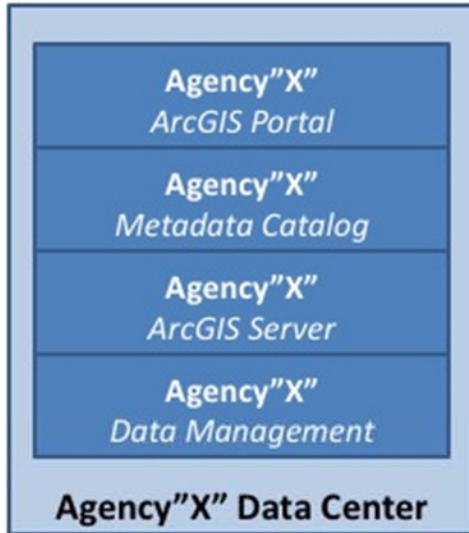 Agency”X”
ArcGIS Portal
Agency”X”
Metadata Catalog
Agency”X”
ArcGIS Server
Agency”X”
Data Management
Agency”X” Data Center